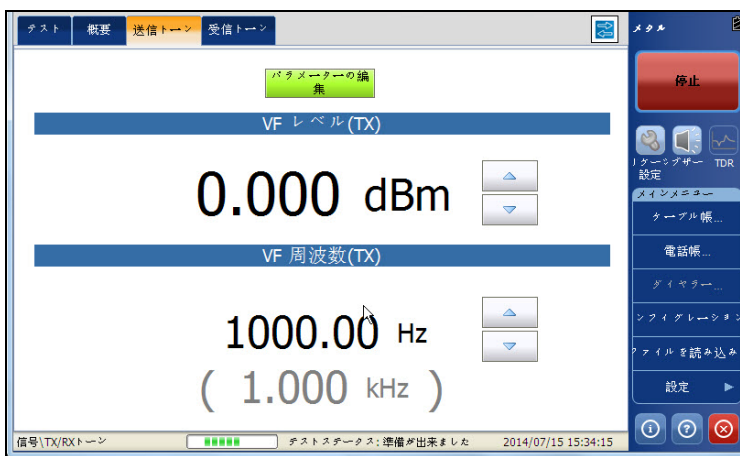 テスト 概要 送信トーン 受信トーン
パラメーターの編
集
VF レベル(TX)
0.000 dBm
VF 周波数(TX)
1000.00 Hz
( 1.000 kHz )
信号\TX/RXトーン テストステータス: 準備が出来ました 2014/07/15 15:34:15
メタル
停止
TDR
設定
メインメニュー
ケーブル帳...
電話帳...
ダイヤラー...
ンフィグレーション
ファイルを読み込み
設定